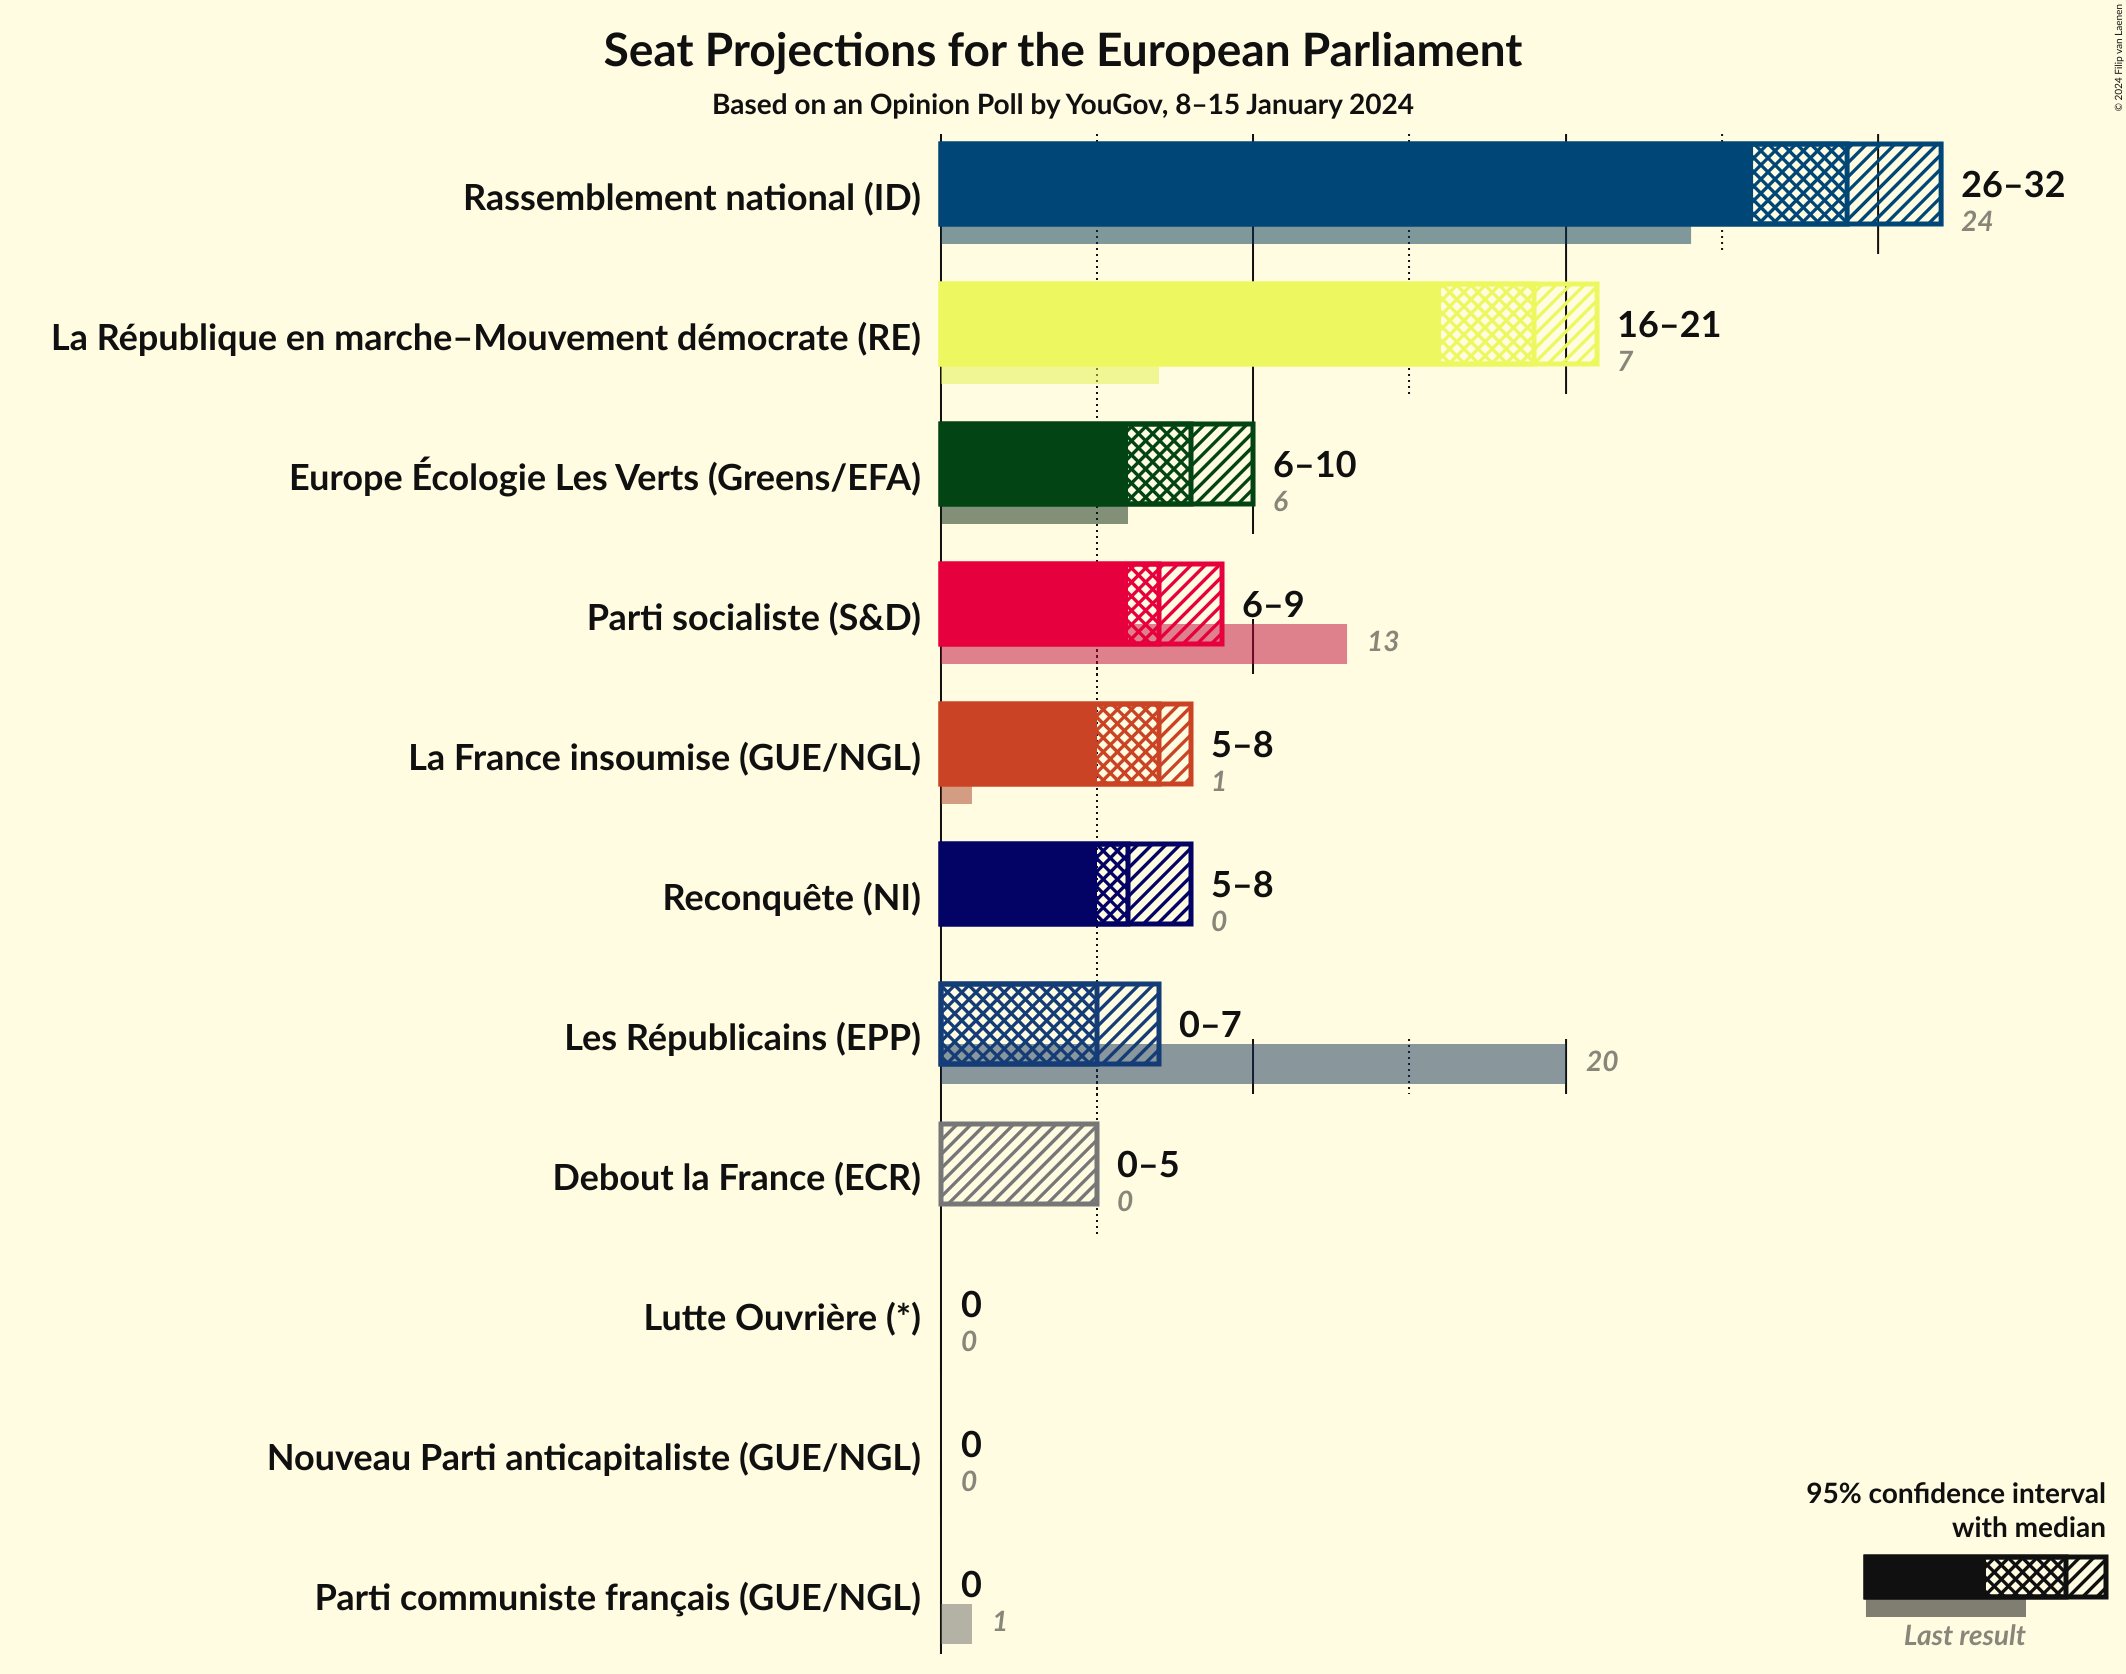 Seat Projections for the European Parliament
Based on an Opinion Poll by YouGov, 8–15 January 2024
© 2024 Filip van Laenen
Rassemblement national (ID)
26–32
24
La République en marche–Mouvement démocrate (RE)
16–21
7
Europe Écologie Les Verts (Greens/EFA)
6–10
6
Parti socialiste (S&D)
6–9
13
La France insoumise (GUE/NGL)
5–8
1
Reconquête (NI)
5–8
0
Les Républicains (EPP)
0–7
20
Debout la France (ECR)
0–5
0
Lutte Ouvrière (*)
0
0
Nouveau Parti anticapitaliste (GUE/NGL)
0
0
Parti communiste français (GUE/NGL)
0
1
95% confidence interval
with median
Last result